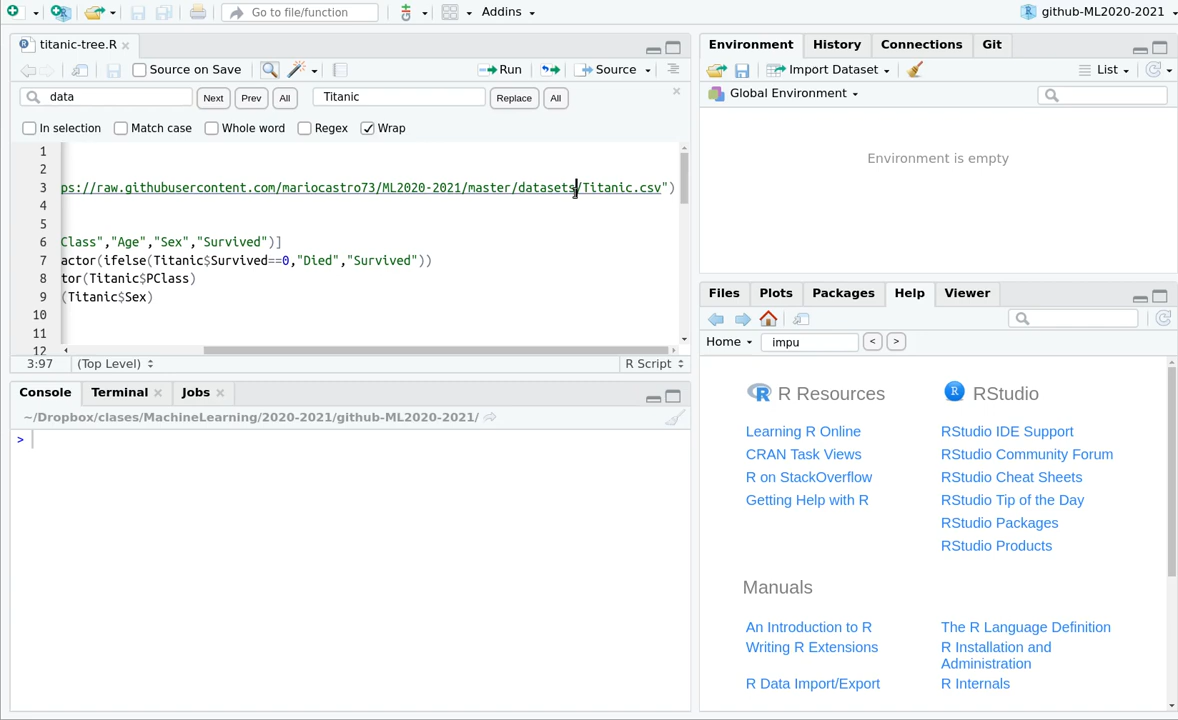 Go to file/function
Addins
github-ML2020-2021
titanic-tree.R
Source on Save
Run
Source
data
Next
Prev
All
Titanic
Replace
All
In selection
Match case
Whole word
Regex
Wrap
1
2
3 ps://raw.githubusercontent.com/mariocastro73/ML2020-2021/master/datasets/Titanic.csv")
4
5
6 Class","Age","Sex","Survived")]
7 actor(ifelse(Titanic$Survived==0,"Died","Survived"))
8 tor(Titanic$PClass)
9 (Titanic$Sex)
10
11
12
3:97
(Top Level)
R Script
Console
Terminal
Jobs
~/Dropbox/clases/MachineLearning/2020-2021/github-ML2020-2021/
>
Environment
History
Connections
Git
Import Dataset
List
Global Environment
Environment is empty
Files
Plots
Packages
Help
Viewer
Home
impu
<
>
R Resources
Learning R Online
CRAN Task Views
R on StackOverflow
Getting Help with R
RStudio
RStudio IDE Support
RStudio Community Forum
RStudio Cheat Sheets
RStudio Tip of the Day
RStudio Packages
RStudio Products
Manuals
An Introduction to R
Writing R Extensions
R Data Import/Export
The R Language Definition
R Installation and
Administration
R Internals